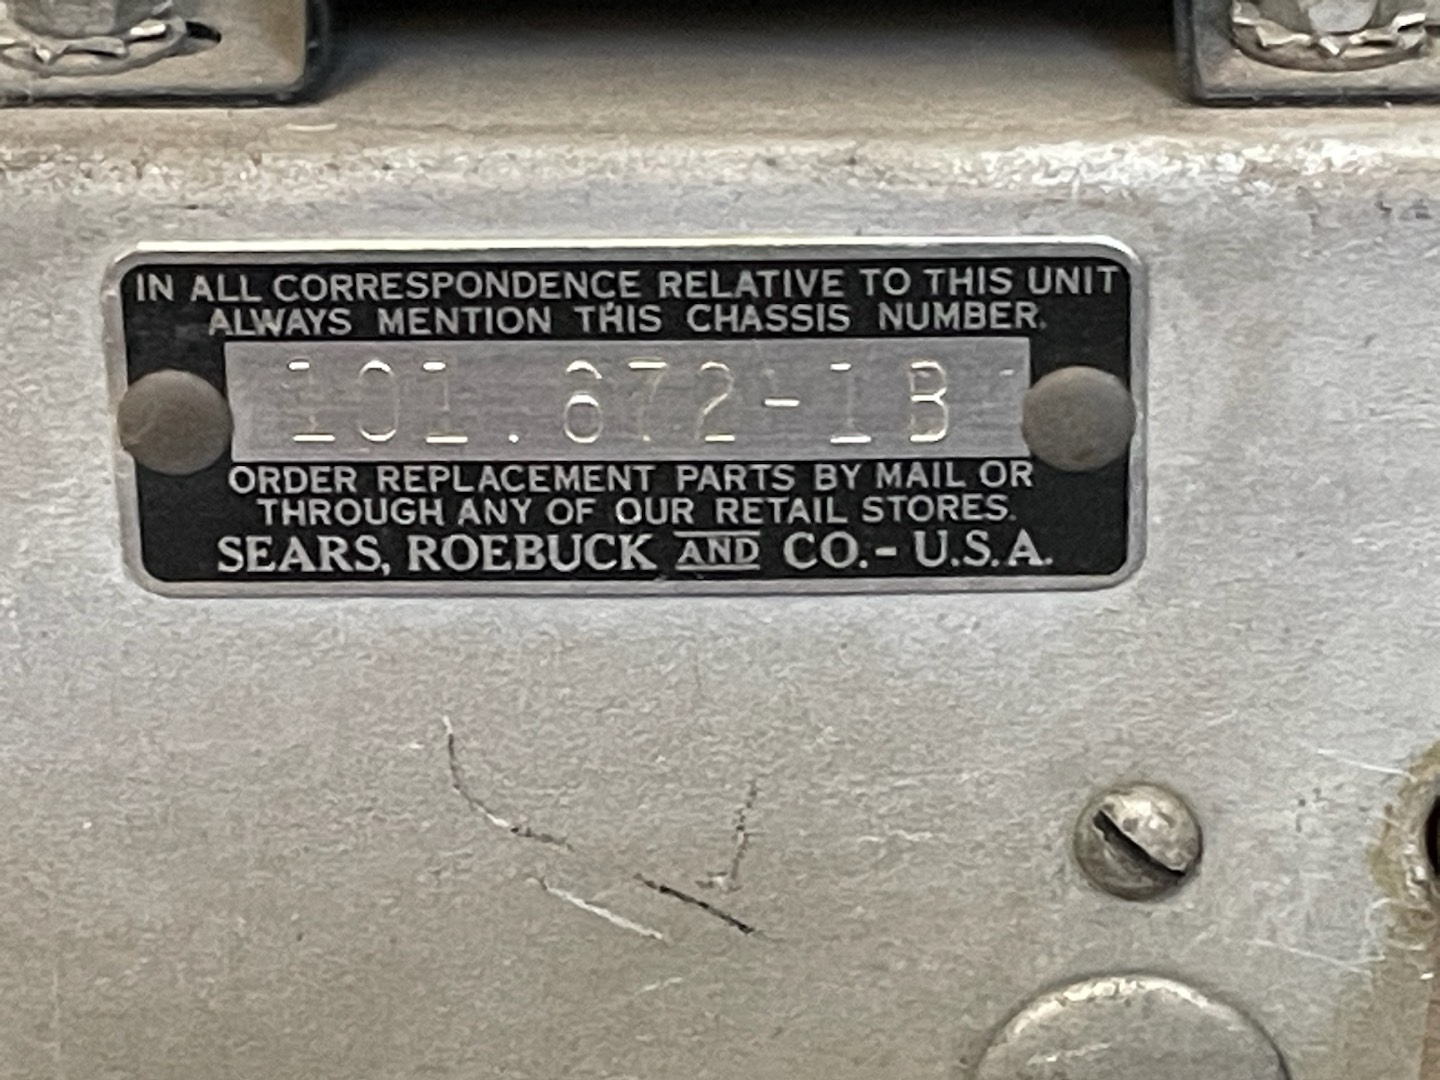 IN ALL CORRESPONDENCE RELATIVE TO THIS UNIT
ALWAYS MENTION THIS CHASSIS NUMBER.
101.672-1B
ORDER REPLACEMENT PARTS BY MAIL OR
THROUGH ANY OF OUR RETAIL STORES.
SEARS, ROEBUCK AND CO.-U.S.A.